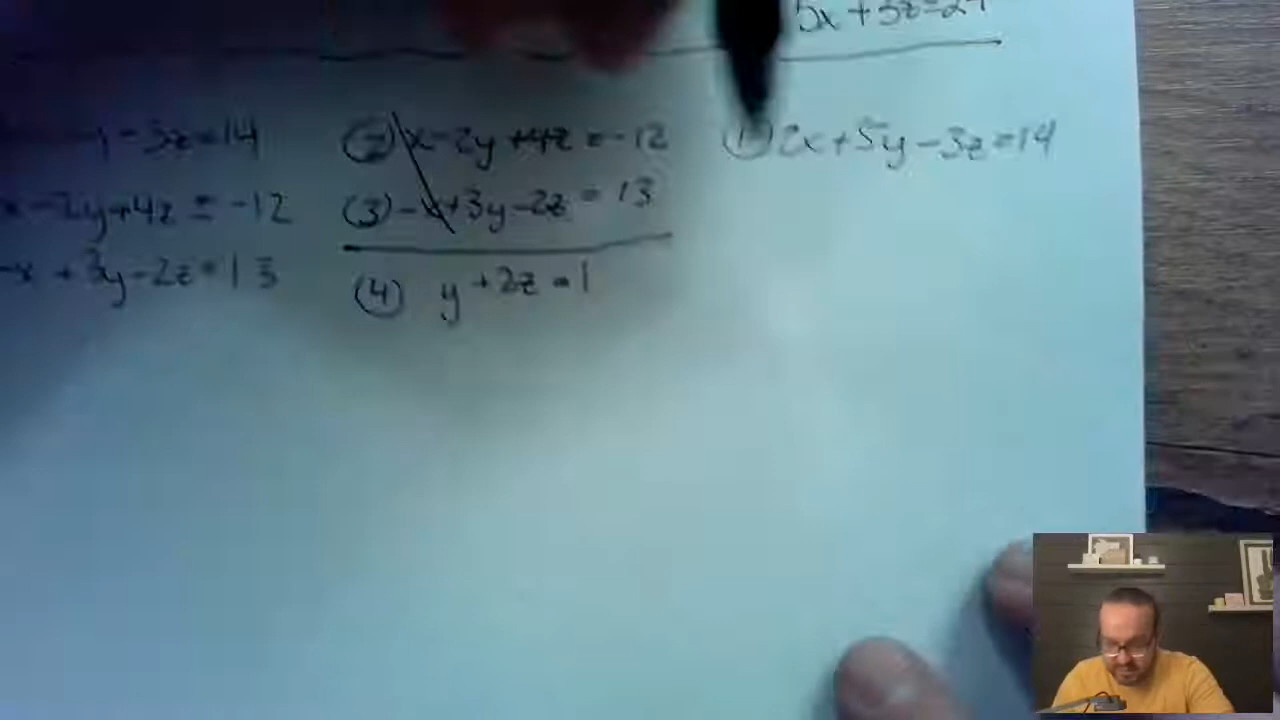 5x + 3z = 24
y - 3z = 14
x - 2y + 4z = -12
-x + 3y - 2z = 13
(2) x - 2y + 4z = -12
(3) -x + 3y - 2z = 13
(4) y + 2z = 1
(1) 2x + 5y - 3z = 14